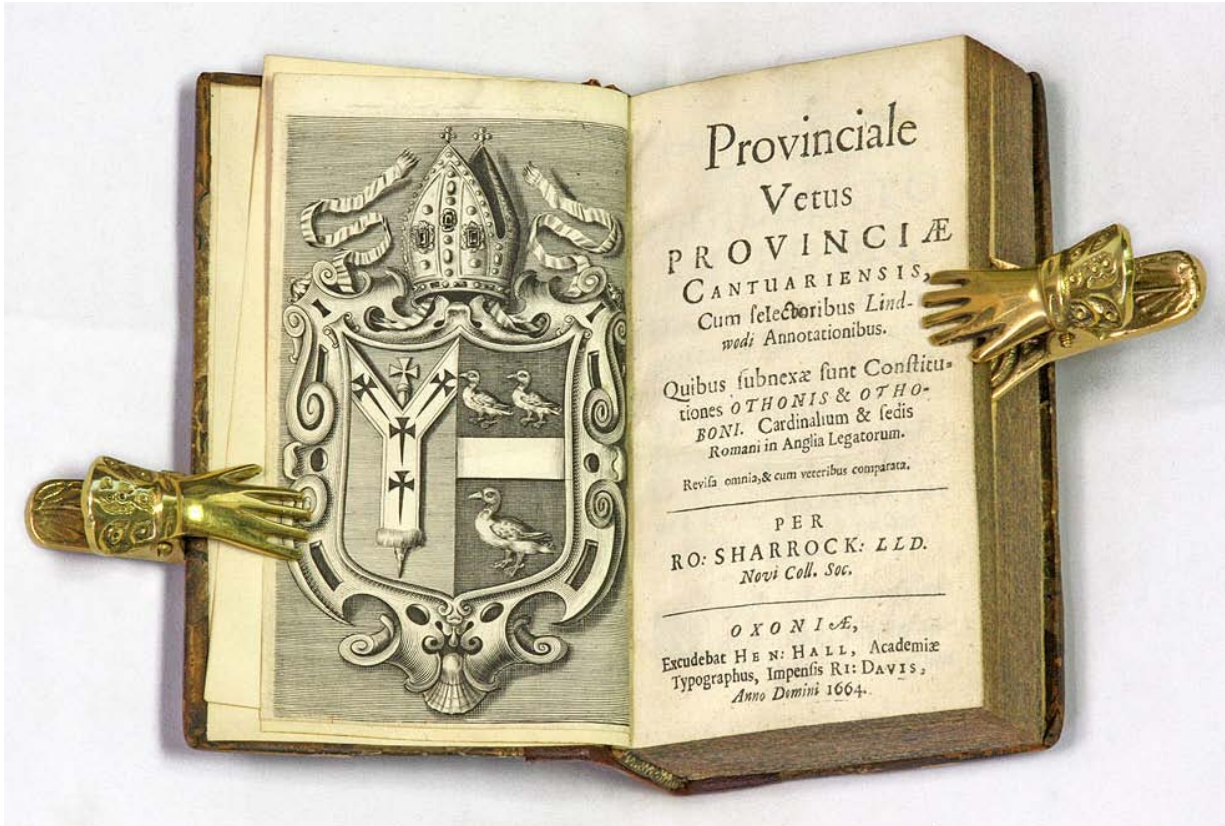 Provinciale
Vetus
PROVINCIÆ
CANTUARIENSIS,
Cum ſelectioribus Lind-
wodi Annotationibus.
Quibus ſubnexæ ſunt Conſtitu-
tiones OTHONIS & OTHO-
BONI. Cardinalium & ſedis
Romani in Anglia Legatorum.
Reviſa omnia, & cum veteribus comparata.
PER
RO: SHARROCK: LLD.
Novi Coll. Soc.
OXONIÆ,
Excudebat HEN: HALL, Academiæ
Typographus, Impenſis RI: DAVIS,
Anno Domini 1664.